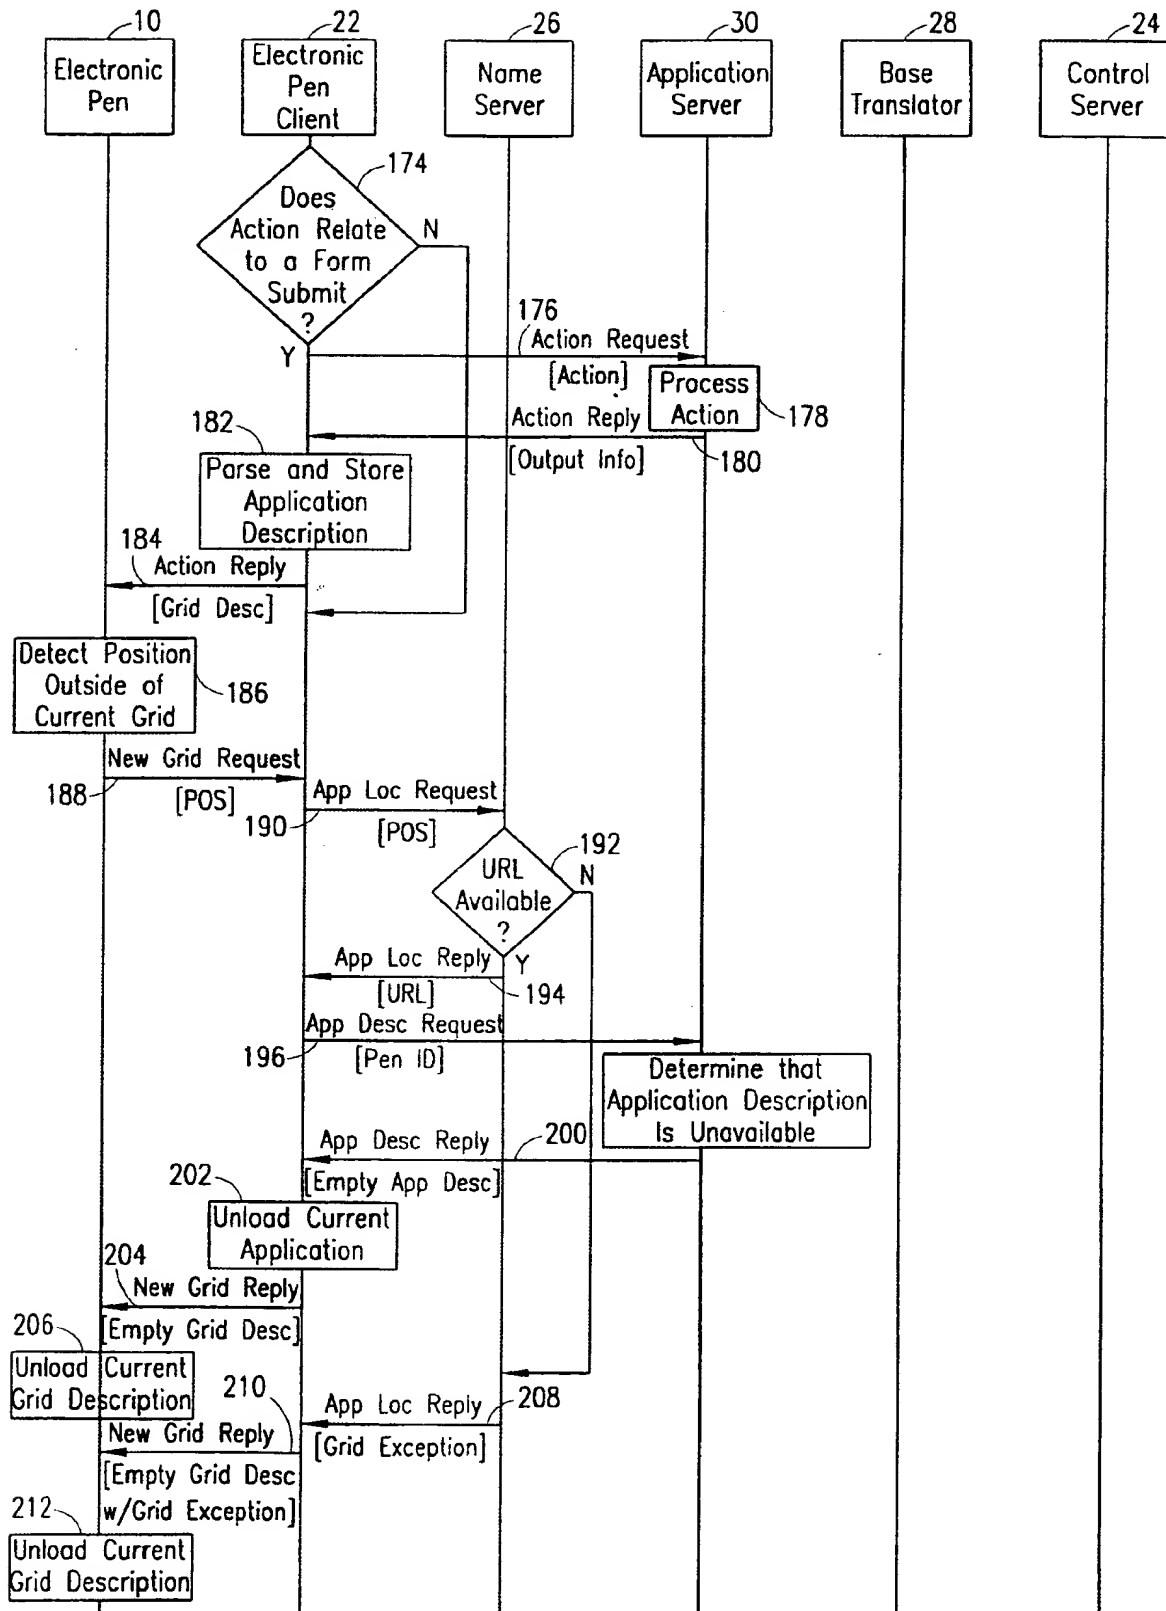 10
22
26
30
28
24
Electronic
Pen
Electronic
Pen
Client
Name
Server
Application
Server
Base
Translator
Control
Server
174
Does
Action Relate
to a Form
Submit
?
N
Y
176
Action Request
[Action]
Process
Action
178
Action Reply
[Output Info]
180
182
Parse and Store
Application
Description
184
Action Reply
[Grid Desc]
Detect Position
Outside of
Current Grid
186
New Grid Request
188
[POS]
App Loc Request
190
[POS]
192
URL
Available
?
N
Y
App Loc Reply
[URL]
194
App Desc Request
196
[Pen ID]
Determine that
Application Description
Is Unavailable
App Desc Reply
200
[Empty App Desc]
202
Unload Current
Application
204
New Grid Reply
[Empty Grid Desc]
206
Unload Current
Grid Description
208
App Loc Reply
[Grid Exception]
210
New Grid Reply
[Empty Grid Desc
w/Grid Exception]
212
Unload Current
Grid Description